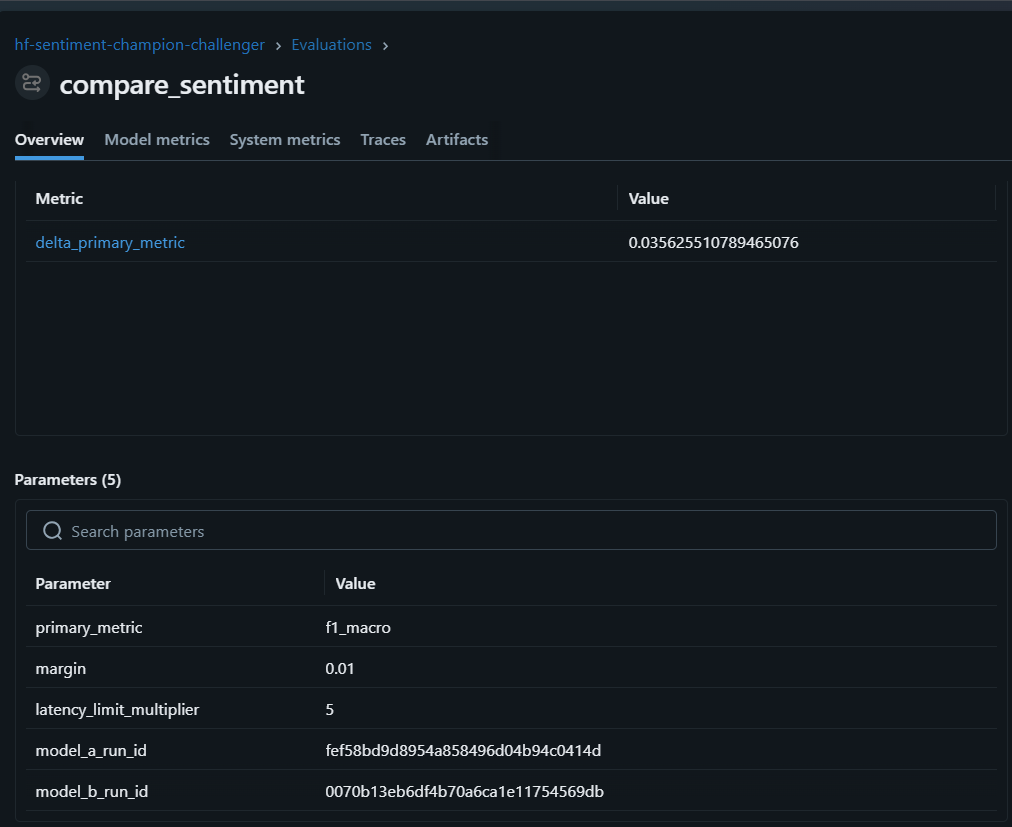 hf-sentiment-champion-challenger › Evaluations ›
compare_sentiment
Overview Model metrics System metrics Traces Artifacts
Metric Value
delta_primary_metric 0.035625510789465076
Parameters (5)
Search parameters
Parameter Value
primary_metric f1_macro
margin 0.01
latency_limit_multiplier 5
model_a_run_id fef58bd9d8954a858496d04b94c0414d
model_b_run_id 0070b13eb6df4b70a6ca1e11754569db